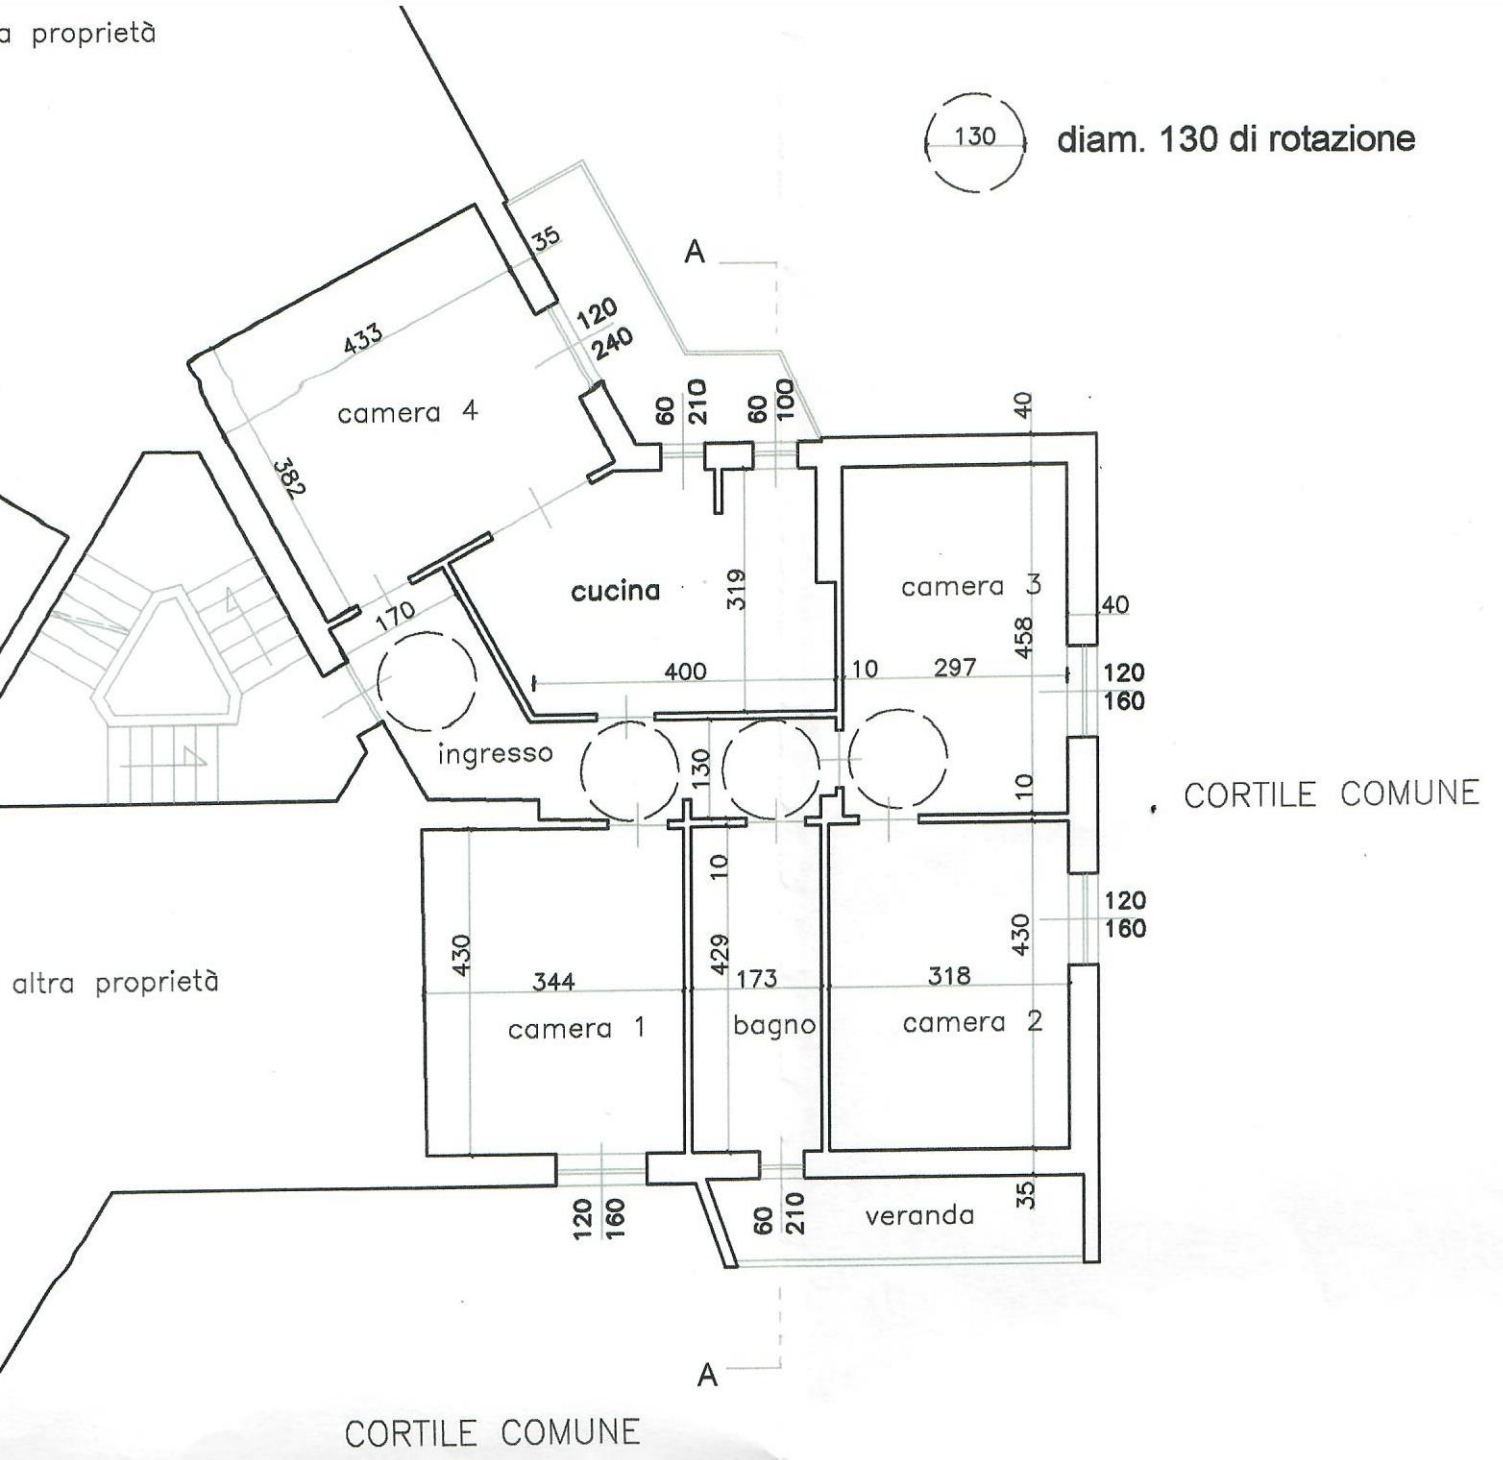 a proprietà
130
diam. 130 di rotazione
A
35
120
240
433
camera 4
60
210
60
100
40
382
170
cucina
319
camera 3
40
458
400
10
297
120
160
ingresso
130
10
CORTILE COMUNE
10
120
160
430
429
430
344
173
318
altra proprietà
camera 1
bagno
camera 2
120
160
60
210
veranda
35
A
CORTILE COMUNE